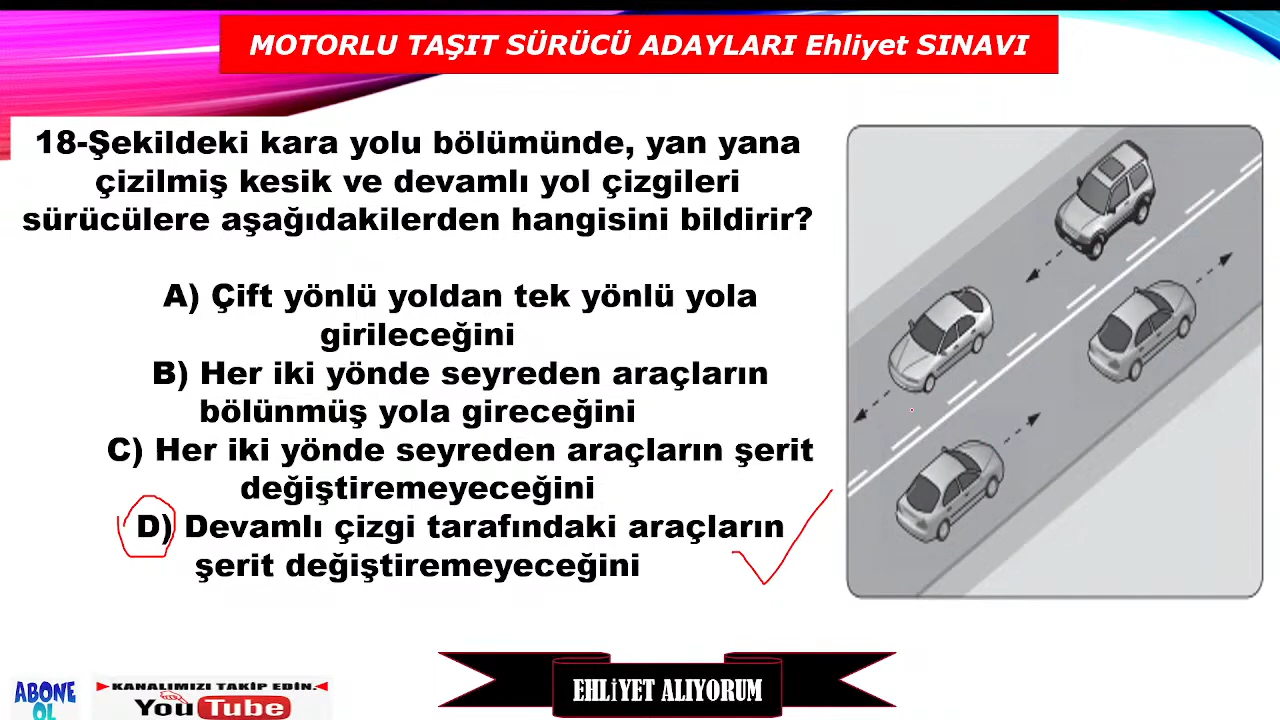 MOTORLU TAŞIT SÜRÜCÜ ADAYLARI Ehliyet SINAVI
18-Şekildeki kara yolu bölümünde, yan yana
çizilmiş kesik ve devamlı yol çizgileri
sürücülere aşağıdakilerden hangisini bildirir?
A) Çift yönlü yoldan tek yönlü yola
girileceğini
B) Her iki yönde seyreden araçların
bölünmüş yola gireceğini
C) Her iki yönde seyreden araçların şerit
değiştiremeyeceğini
D) Devamlı çizgi tarafındaki araçların
şerit değiştiremeyeceğini
ABONE
OL
KANALIMIZI TAKİP EDİN.
YouTube
EHLİYET ALIYORUM